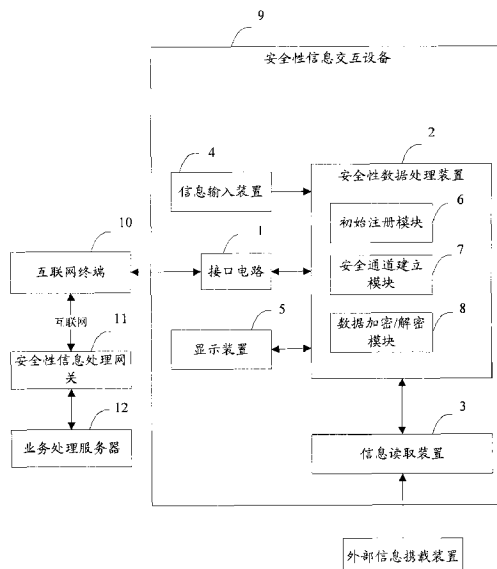 9
安全性信息交互设备
2
安全性数据处理装置
4
信息输入装置
6
初始注册模块
10
互联网终端
1
接口电路
7
安全通道建立
模块
互联网
11
5
显示装置
8
数据加密/解密
模块
安全性信息处理网
关
12
业务处理服务器
3
信息读取装置
外部信息携载装置